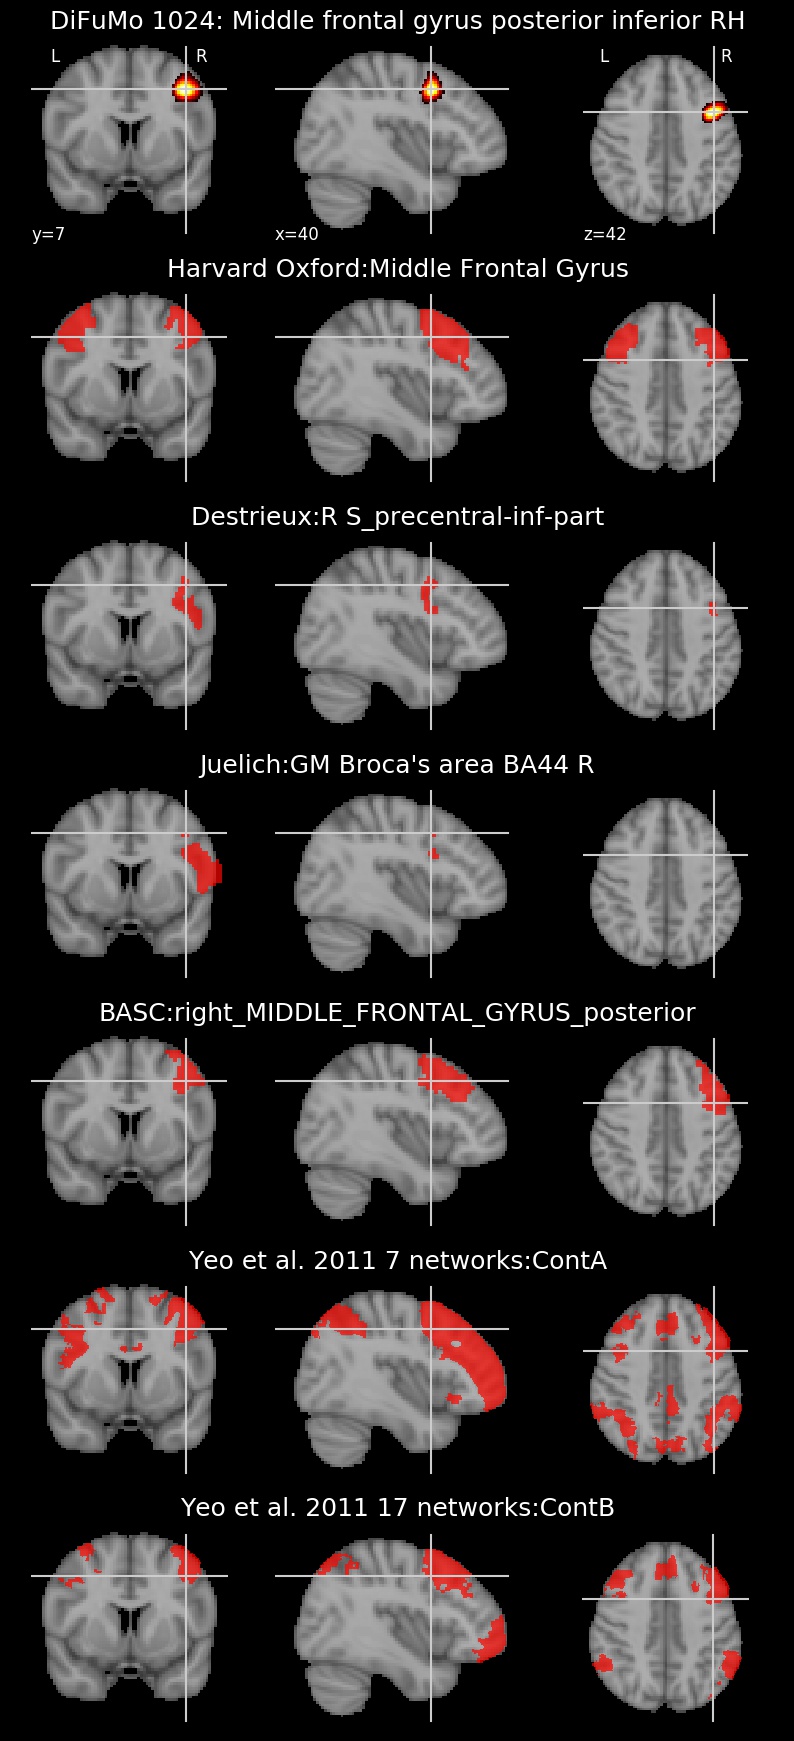 DiFuMo 1024: Middle frontal gyrus posterior inferior RH
L R L R
y=7 x=40 z=42
Harvard Oxford:Middle Frontal Gyrus
Destrieux:R S_precentral-inf-part
Juelich:GM Broca's area BA44 R
BASC:right_MIDDLE_FRONTAL_GYRUS_posterior
Yeo et al. 2011 7 networks:ContA
Yeo et al. 2011 17 networks:ContB